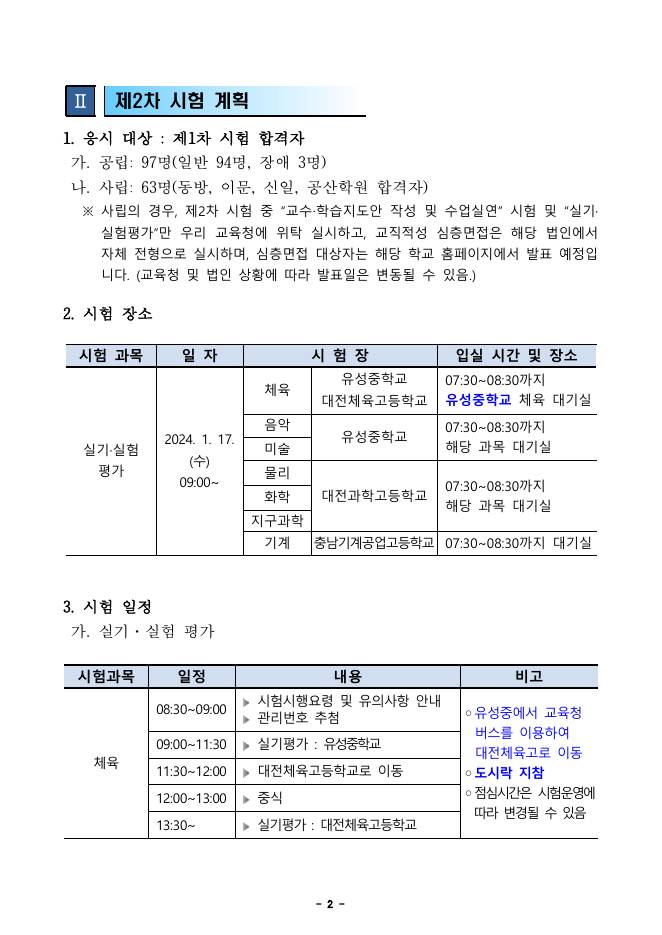 Ⅱ 제2차 시험 계획
1. 응시 대상 : 제1차 시험 합격자
가. 공립: 97명(일반 94명, 장애 3명)
나. 사립: 63명(동방, 이문, 신일, 공산학원 합격자)
※ 사립의 경우, 제2차 시험 중 "교수·학습지도안 작성 및 수업실연" 시험 및 "실기·
실험평가"만 우리 교육청에 위탁 실시하고, 교직적성 심층면접은 해당 법인에서
자체 전형으로 실시하며, 심층면접 대상자는 해당 학교 홈페이지에서 발표 예정입
니다. (교육청 및 법인 상황에 따라 발표일은 변동될 수 있음.)
2. 시험 장소
시험 과목 일 자 시 험 장 입실 시간 및 장소
실기·실험
평가
2024. 1. 17.
(수)
09:00~
체육
유성중학교
대전체육고등학교
07:30~08:30까지
유성중학교 체육 대기실
음악
미술
유성중학교
07:30~08:30까지
해당 과목 대기실
물리
화학
지구과학
대전과학고등학교
07:30~08:30까지
해당 과목 대기실
기계 충남기계공업고등학교 07:30~08:30까지 대기실
3. 시험 일정
가. 실기·실험 평가
시험과목 일정 내용 비고
체육
08:30~09:00
▶ 시험시행요령 및 유의사항 안내
▶ 관리번호 추첨
09:00~11:30 ▶ 실기평가 : 유성중학교
11:30~12:00 ▶ 대전체육고등학교로 이동
12:00~13:00 ▶ 중식
13:30~ ▶ 실기평가 : 대전체육고등학교
○ 유성중에서 교육청
버스를 이용하여
대전체육고로 이동
○ 도시락 지참
○ 점심시간은 시험운영에
따라 변경될 수 있음
- 2 -